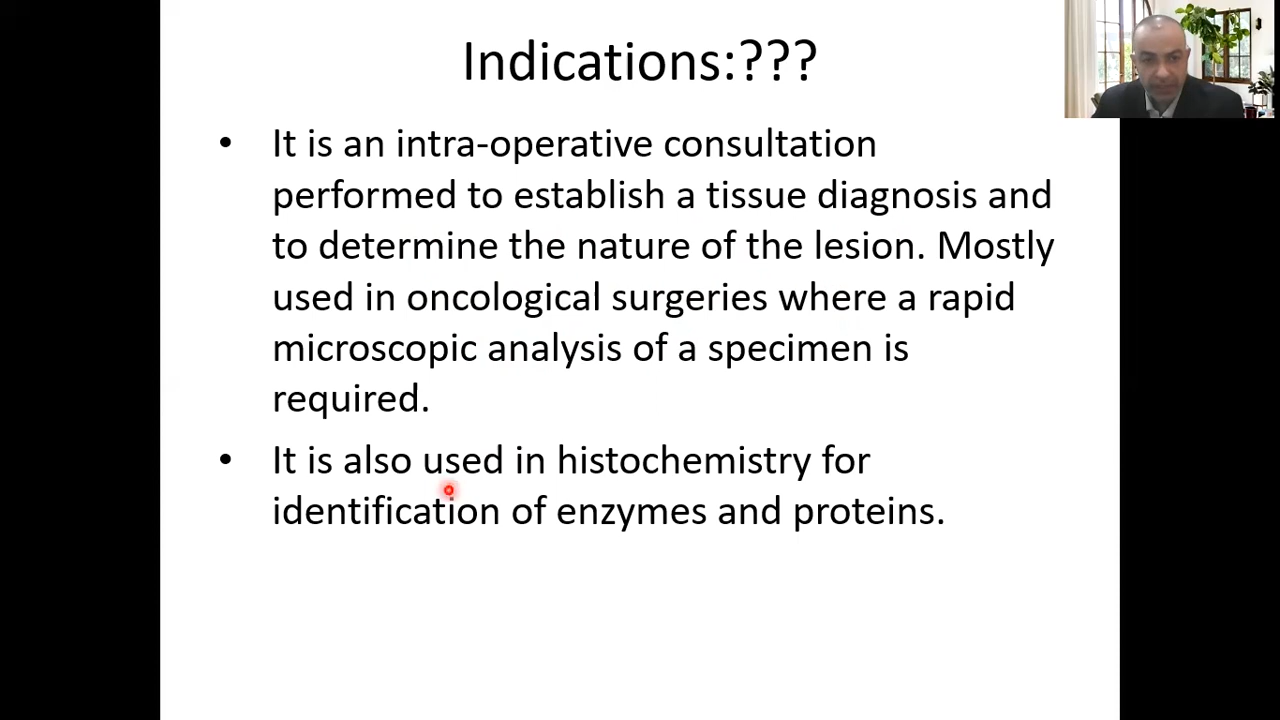 Indications:???
• It is an intra-operative consultation
performed to establish a tissue diagnosis and
to determine the nature of the lesion. Mostly
used in oncological surgeries where a rapid
microscopic analysis of a specimen is
required.
• It is also used in histochemistry for
identification of enzymes and proteins.